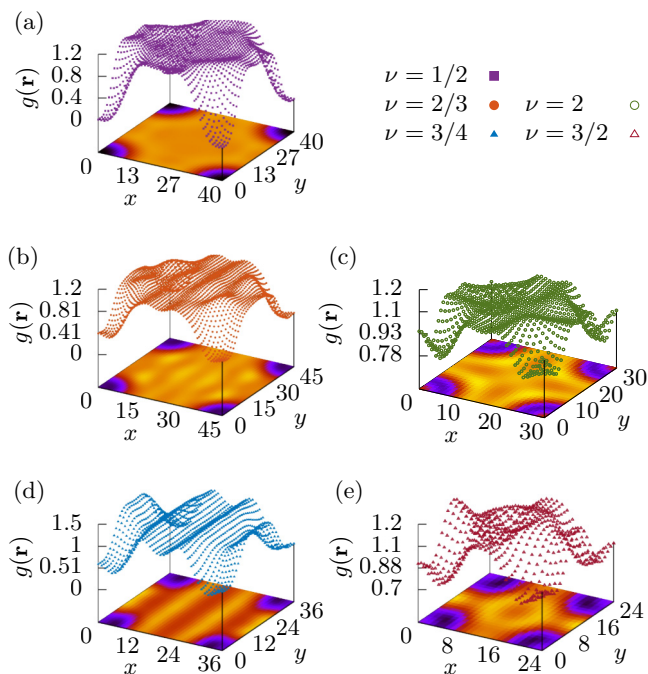 (a)
g(r)
1.2
0.8
0.4
0
0 13 27 40
x
0 13 27 40
y
ν = 1/2
ν = 2/3 ν = 2
ν = 3/4 ν = 3/2
(b)
g(r)
1.2
0.81
0.41
0
0 15 30 45
x
0 15 30 45
y
(c)
g(r)
1.2
1.1
0.93
0.78
0 10 20 30
x
0 10 20 30
y
(d)
g(r)
1.5
1
0.51
0
0 12 24 36
x
0 12 24 36
y
(e)
g(r)
1.2
1.1
0.88
0.7
0 8 16 24
x
0 8 16 24
y